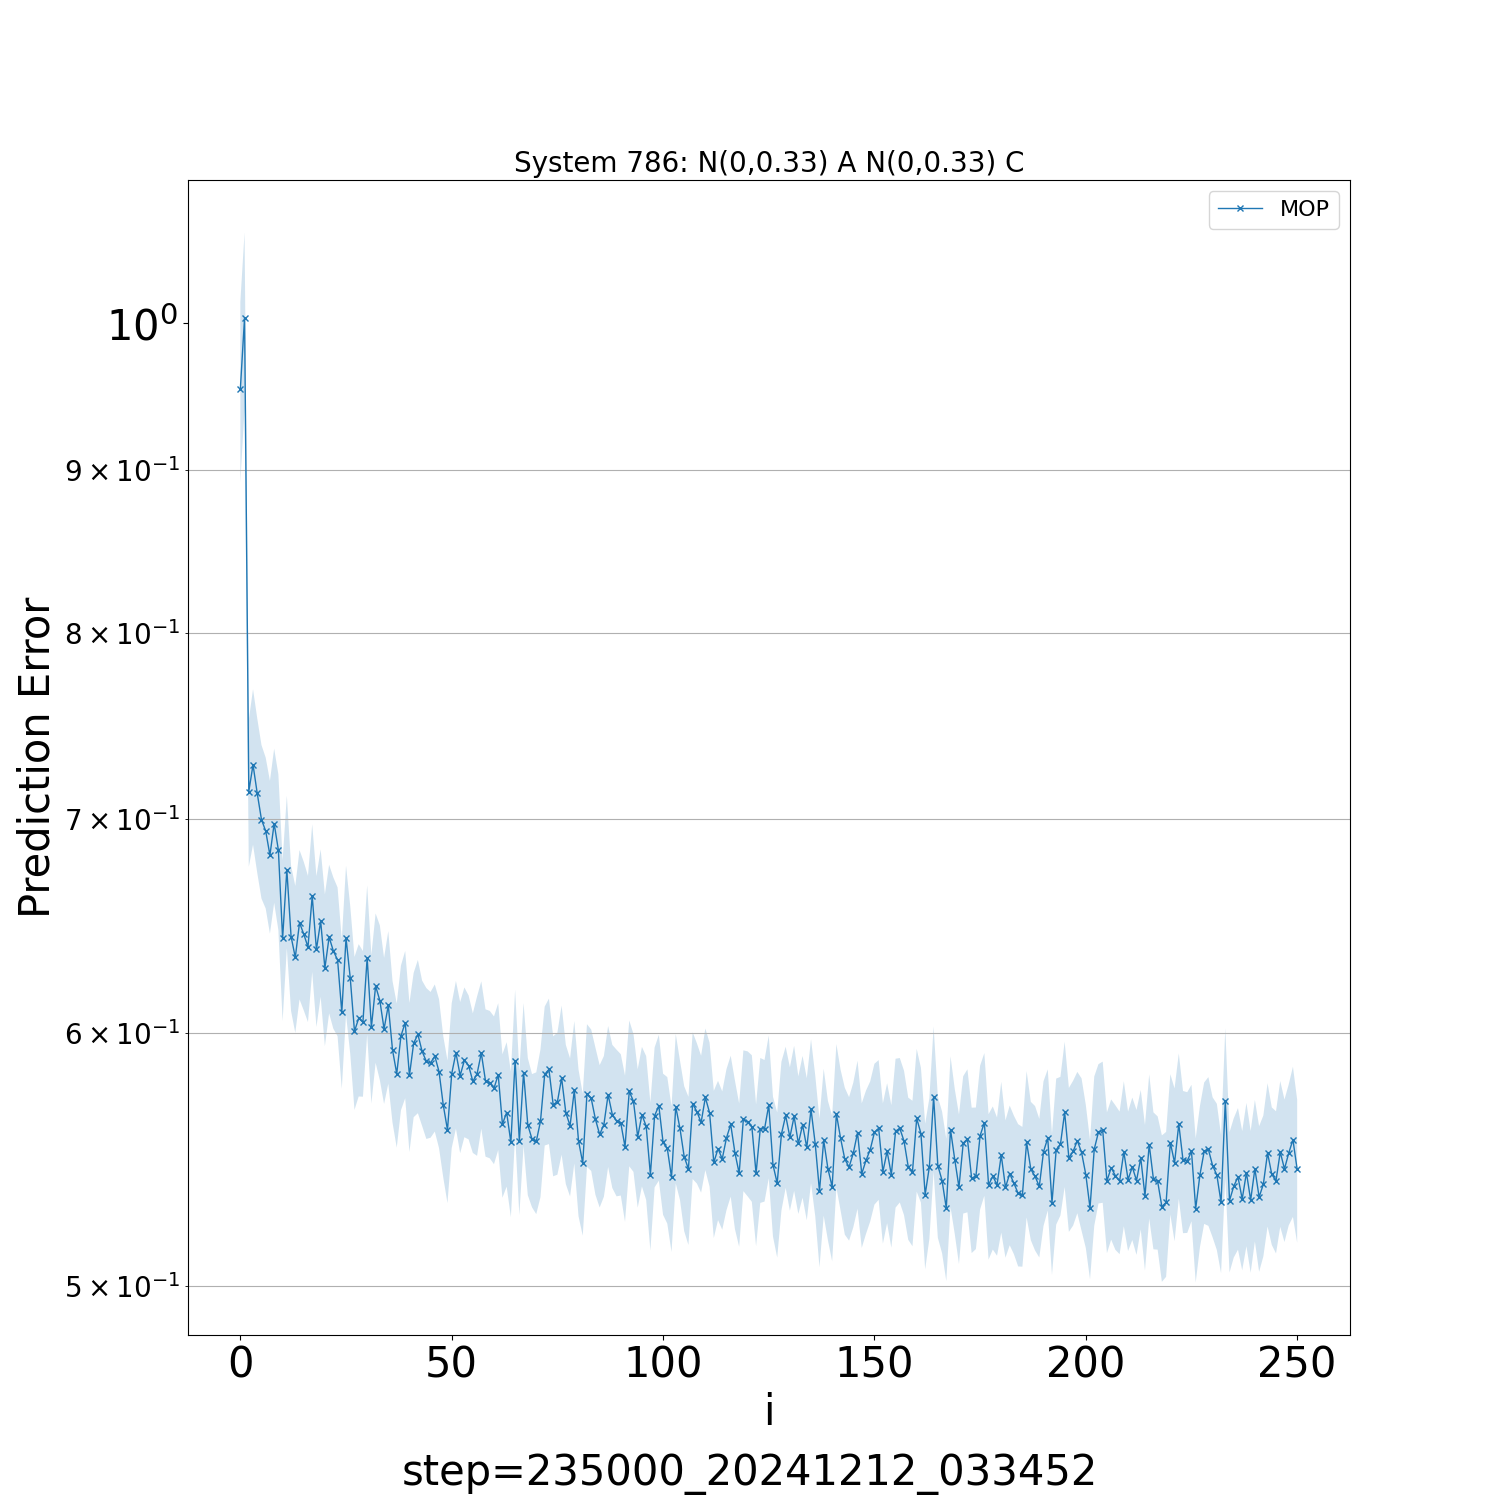 System 786: N(0,0.33) A N(0,0.33) C
MOP
10⁰
9 × 10⁻¹
8 × 10⁻¹
7 × 10⁻¹
6 × 10⁻¹
5 × 10⁻¹
Prediction Error
0 50 100 150 200 250
i
step=235000_20241212_033452